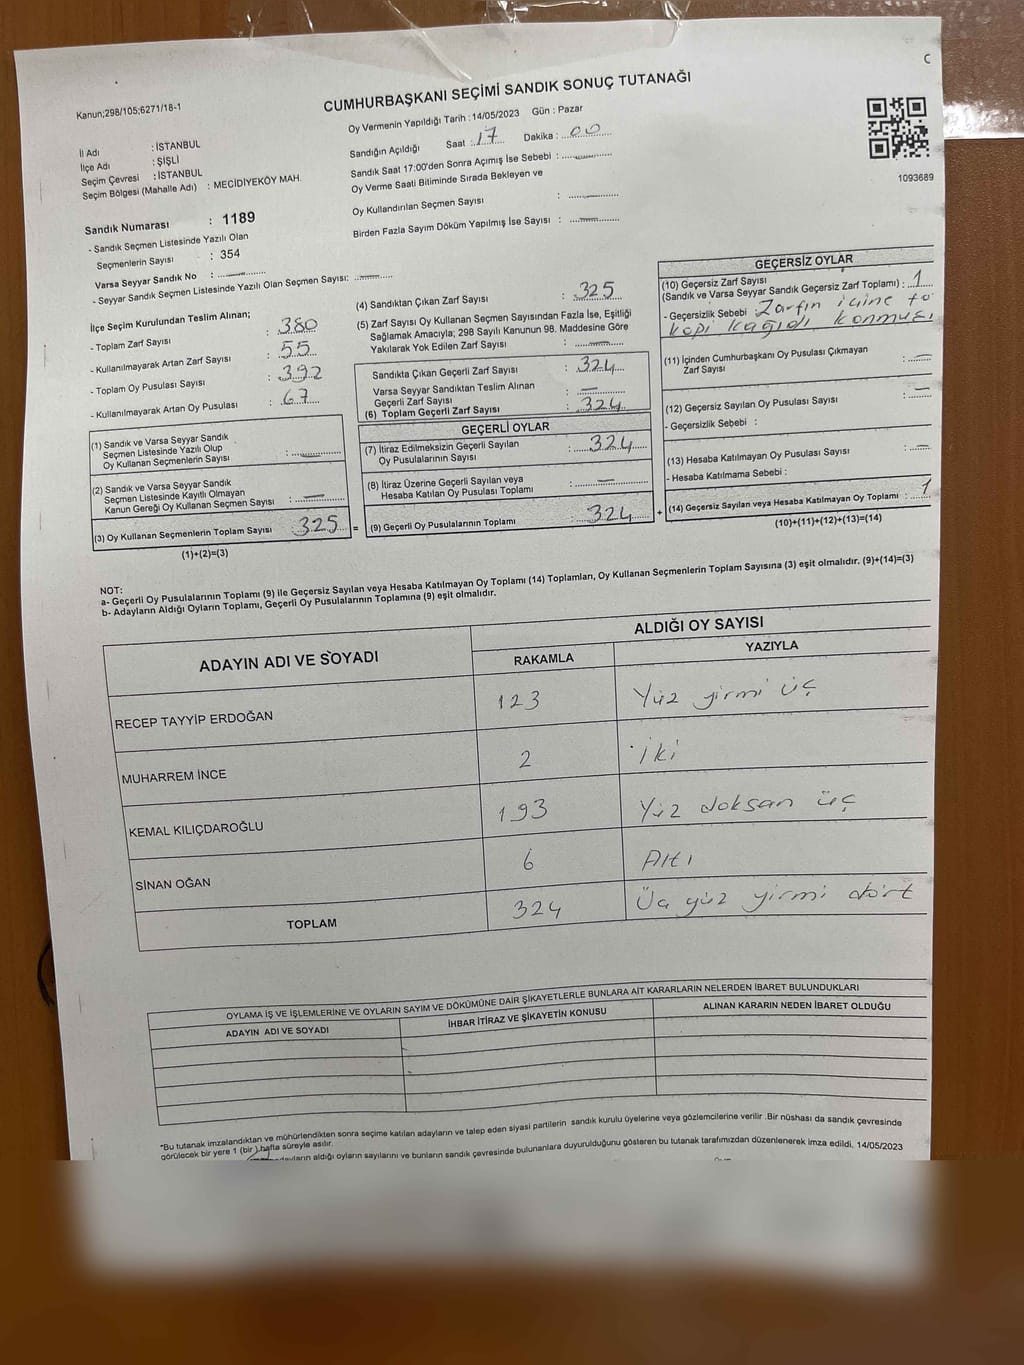 C
Kanun;298/105;6271/18-1
CUMHURBAŞKANI SEÇİMİ SANDIK SONUÇ TUTANAĞI
Oy Vermenin Yapıldığı Tarih :14/05/2023 Gün : Pazar
Sandığın Açıldığı Saat : 17 Dakika : 00
Sandık Saat 17:00'den Sonra Açımış İse Sebebi :
Oy Verme Saati Bitiminde Sırada Bekleyen ve
Oy Kullandırılan Seçmen Sayısı :
Birden Fazla Sayım Döküm Yapılmış İse Sayısı :
1093689
İl Adı : İSTANBUL
İlçe Adı : ŞİŞLİ
Seçim Çevresi : İSTANBUL
Seçim Bölgesi (Mahalle Adı) : MECİDİYEKÖY MAH.
Sandık Numarası : 1189
- Sandık Seçmen Listesinde Yazılı Olan
Seçmenlerin Sayısı : 354
Varsa Seyyar Sandık No :
- Seyyar Sandık Seçmen Listesinde Yazılı Olan Seçmen Sayısı:
İlçe Seçim Kurulundan Teslim Alınan;
- Toplam Zarf Sayısı : 380
- Kullanılmayarak Artan Zarf Sayısı : 55
- Toplam Oy Pusulası Sayısı : 392
- Kullanılmayarak Artan Oy Pusulası : 67
(1) Sandık ve Varsa Seyyar Sandık
Seçmen Listesinde Yazılı Olup
Oy Kullanan Seçmenlerin Sayısı :
(2) Sandık ve Varsa Seyyar Sandık
Seçmen Listesinde Kayıtlı Olmayan
Kanun Gereği Oy Kullanan Seçmen Sayısı : —
(3) Oy Kullanan Seçmenlerin Toplam Sayısı 325 =
(1)+(2)=(3)
(4) Sandıktan Çıkan Zarf Sayısı : 325
(5) Zarf Sayısı Oy Kullanan Seçmen Sayısından Fazla İse, Eşitliği
Sağlamak Amacıyla; 298 Sayılı Kanunun 98. Maddesine Göre
Yakılarak Yok Edilen Zarf Sayısı : —
Sandıkta Çıkan Geçerli Zarf Sayısı : 324
Varsa Seyyar Sandıktan Teslim Alınan
Geçerli Zarf Sayısı : —
(6) Toplam Geçerli Zarf Sayısı : 324
GEÇERLİ OYLAR
(7) İtiraz Edilmeksizin Geçerli Sayılan
Oy Pusulalarının Sayısı : 324
(8) İtiraz Üzerine Geçerli Sayılan veya
Hesaba Katılan Oy Pusulası Toplamı : —
(9) Geçerli Oy Pusulalarının Toplamı 324 +
GEÇERSİZ OYLAR
(10) Geçersiz Zarf Sayısı
(Sandık ve Varsa Seyyar Sandık Geçersiz Zarf Toplamı) : 1
- Geçersizlik Sebebi : Zarfın içine fo
kopi kağıdı konması
(11) İçinden Cumhurbaşkanı Oy Pusulası Çıkmayan
Zarf Sayısı : —
(12) Geçersiz Sayılan Oy Pusulası Sayısı : —
- Geçersizlik Sebebi :
(13) Hesaba Katılmayan Oy Pusulası Sayısı : —
- Hesaba Katılmama Sebebi :
(14) Geçersiz Sayılan veya Hesaba Katılmayan Oy Toplamı : 1
(10)+(11)+(12)+(13)=(14)
NOT:
a- Geçerli Oy Pusulalarının Toplamı (9) ile Geçersiz Sayılan veya Hesaba Katılmayan Oy Toplamı (14) Toplamları, Oy Kullanan Seçmenlerin Toplam Sayısına (3) eşit olmalıdır. (9)+(14)=(3)
b- Adayların Aldığı Oyların Toplamı, Geçerli Oy Pusulalarının Toplamına (9) eşit olmalıdır.
ADAYIN ADI VE SOYADI ALDIĞI OY SAYISI
RAKAMLA YAZIYLA
RECEP TAYYİP ERDOĞAN 123 Yüz yirmi üç
MUHARREM İNCE 2 İki
KEMAL KILIÇDAROĞLU 193 Yüz doksan üç
SİNAN OĞAN 6 Altı
TOPLAM 324 Üç yüz yirmi dört
OYLAMA İŞ VE İŞLEMLERİNE VE OYLARIN SAYIM VE DÖKÜMÜNE DAİR ŞİKAYETLERLE BUNLARA AİT KARARLARIN NELERDEN İBARET BULUNDUKLARI
ADAYIN ADI VE SOYADI İHBAR İTİRAZ VE ŞİKAYETİN KONUSU ALINAN KARARIN NEDEN İBARET OLDUĞU
*Bu tutanak imzalandıktan ve mühürlendikten sonra seçime katılan adayların ve talep eden siyasi partilerin sandık kurulu üyelerine veya gözlemcilerine verilir .Bir nüshası da sandık çevresinde
görülecek bir yere 1 (bir ) hafta süreyle asılır.
adayların aldığı oyların sayılarını ve bunların sandık çevresinde bulunanlara duyurulduğunu gösteren bu tutanak tarafımızdan düzenlenerek imza edildi. 14/05/2023